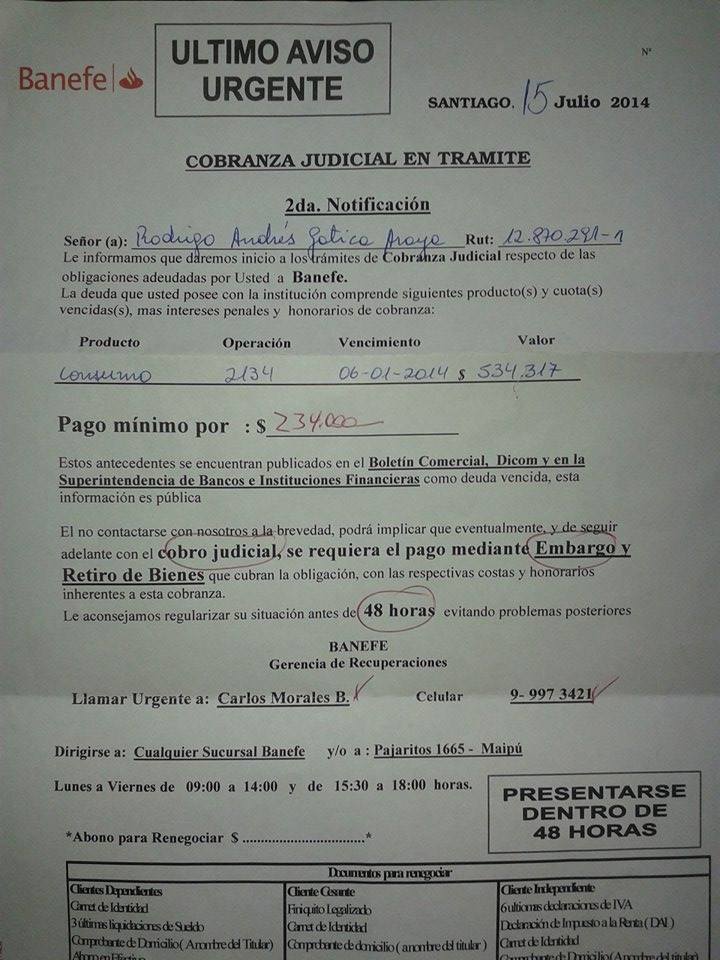 Banefe
ULTIMO AVISO
URGENTE
Nº
SANTIAGO. 15 Julio 2014
COBRANZA JUDICIAL EN TRAMITE
2da. Notificación
Señor (a): Rodrigo Andrés Gatica Araya Rut: 12.870.291-1
Le informamos que daremos inicio a los trámites de Cobranza Judicial respecto de las
obligaciones adeudadas por Usted a Banefe.
La deuda que usted posee con la institución comprende siguientes producto(s) y cuota(s)
vencidas(s), mas intereses penales y honorarios de cobranza:
Producto Operación Vencimiento Valor
Consumo 2134 06-01-2014 $ 534.317
Pago mínimo por : $ 234.000
Estos antecedentes se encuentran publicados en el Boletín Comercial, Dicom y en la
Superintendencia de Bancos e Instituciones Financieras como deuda vencida, esta
información es pública
El no contactarse con nosotros a la brevedad, podrá implicar que eventualmente, y de seguir
adelante con el cobro judicial, se requiera el pago mediante Embargo y
Retiro de Bienes que cubran la obligación, con las respectivas costas y honorarios
inherentes a esta cobranza.
Le aconsejamos regularizar su situación antes de 48 horas evitando problemas posteriores
BANEFE
Gerencia de Recuperaciones
Llamar Urgente a: Carlos Morales B. Celular 9- 997 3421
Dirigirse a: Cualquier Sucursal Banefe y/o a : Pajaritos 1665 - Maipú
Lunes a Viernes de 09:00 a 14:00 y de 15:30 a 18:00 horas.
PRESENTARSE
DENTRO DE
48 HORAS
*Abono para Renegociar $ ................................*
Documentos para renegociar
Clientes Dependientes
Carnet de Identidad
3 últimas liquidaciones de Sueldo
Comprobante de Domicilio ( A nombre del Titular)
Abono en Efectivo
Cliente Cesante
Finiquito Legalizado
Carnet de Identidad
Comprobante de domicilio ( a nombre del titular )
Cliente Independiente
6 ultiomas declaraciones de IVA
Declaración de Impuesto a la Renta ( DAI )
Carnet de Identidad
Comprobante de Domicilio (A nombre del titular)